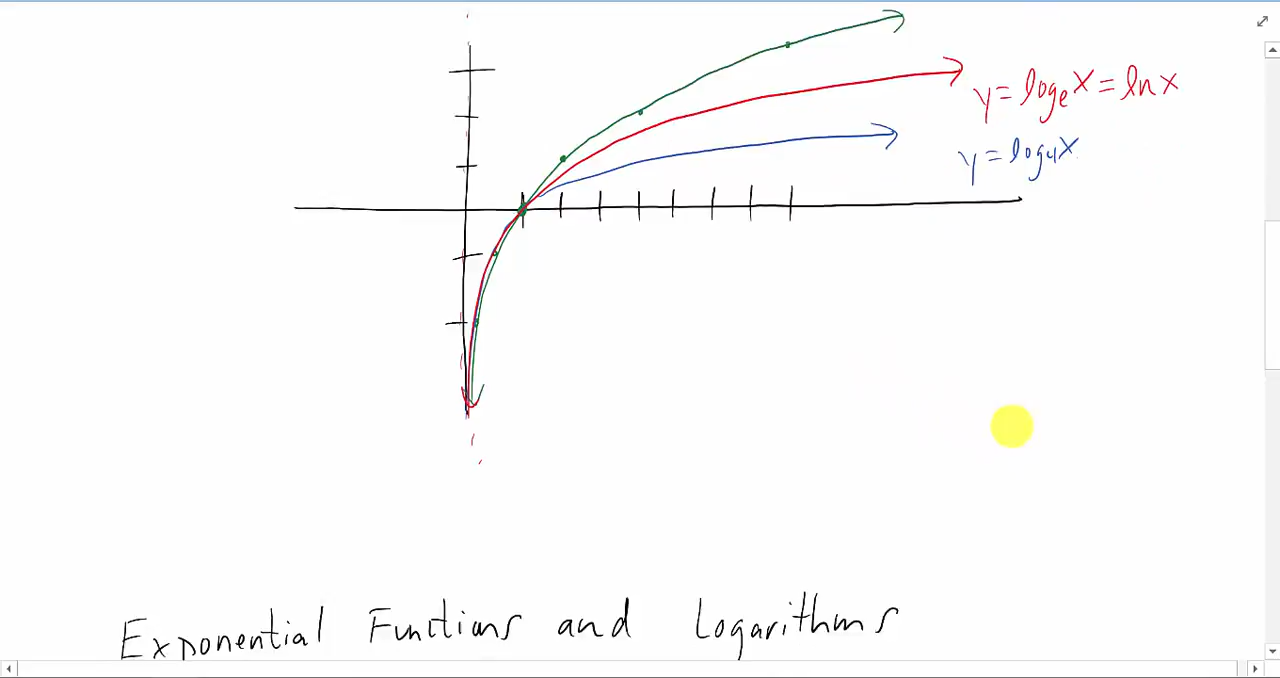 y = logₑ x = ln x
y = log₄ x
Exponential Functions and Logarithms